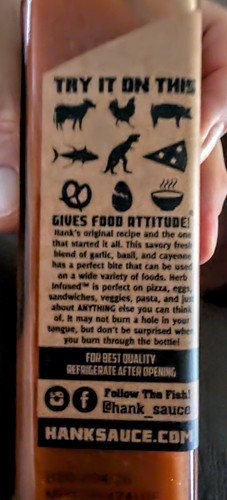 TRY IT ON THIS
GIVES FOOD ATTITUDE!
Hank's original recipe and the one
that started it all. This savory fresh
blend of garlic, basil, and cayenne
has a perfect bite that can be used
on a wide variety of foods. Herb
Infused™ is perfect on pizza, eggs,
sandwiches, veggies, pasta, and just
about ANYTHING else you can think
of. It may not burn a hole in your
tongue, but don't be surprised when
you burn through the bottle!
FOR BEST QUALITY
REFRIGERATE AFTER OPENING
Follow The Fish!
@hank_sauce
HANKSAUCE.COM